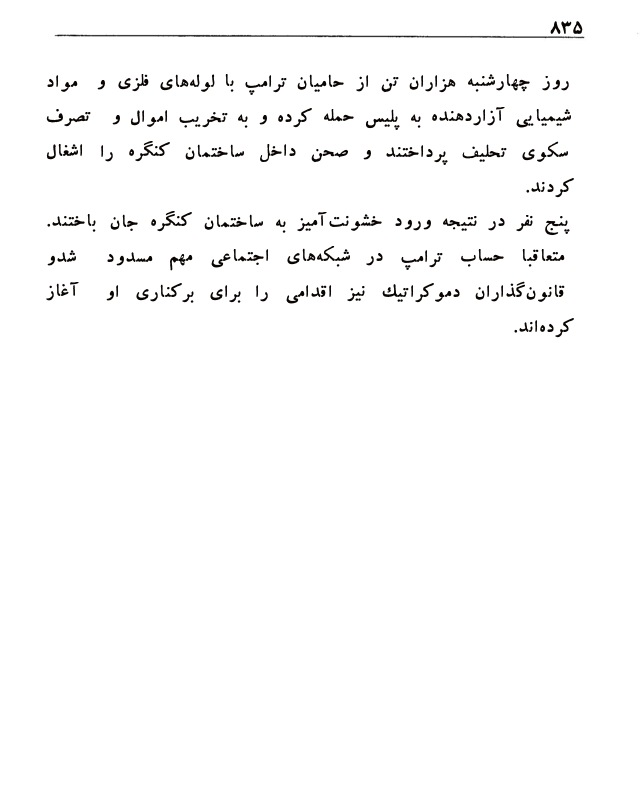 ۸۳۵
روز چهارشنبه هزاران تن از حامیان ترامپ با لوله‌های فلزی و مواد
شیمیایی آزاردهنده به پلیس حمله کرده و به تخریب اموال و تصرف
سکوی تحلیف پرداختند و صحن داخل ساختمان کنگره را اشغال
کردند.
پنج نفر در نتیجه ورود خشونت‌آمیز به ساختمان کنگره جان باختند.
متعاقبا حساب ترامپ در شبکه‌های اجتماعی مهم مسدود شدو
قانون‌گذاران دموکراتیك نیز اقدامی را برای برکناری او آغاز
کرده‌اند.